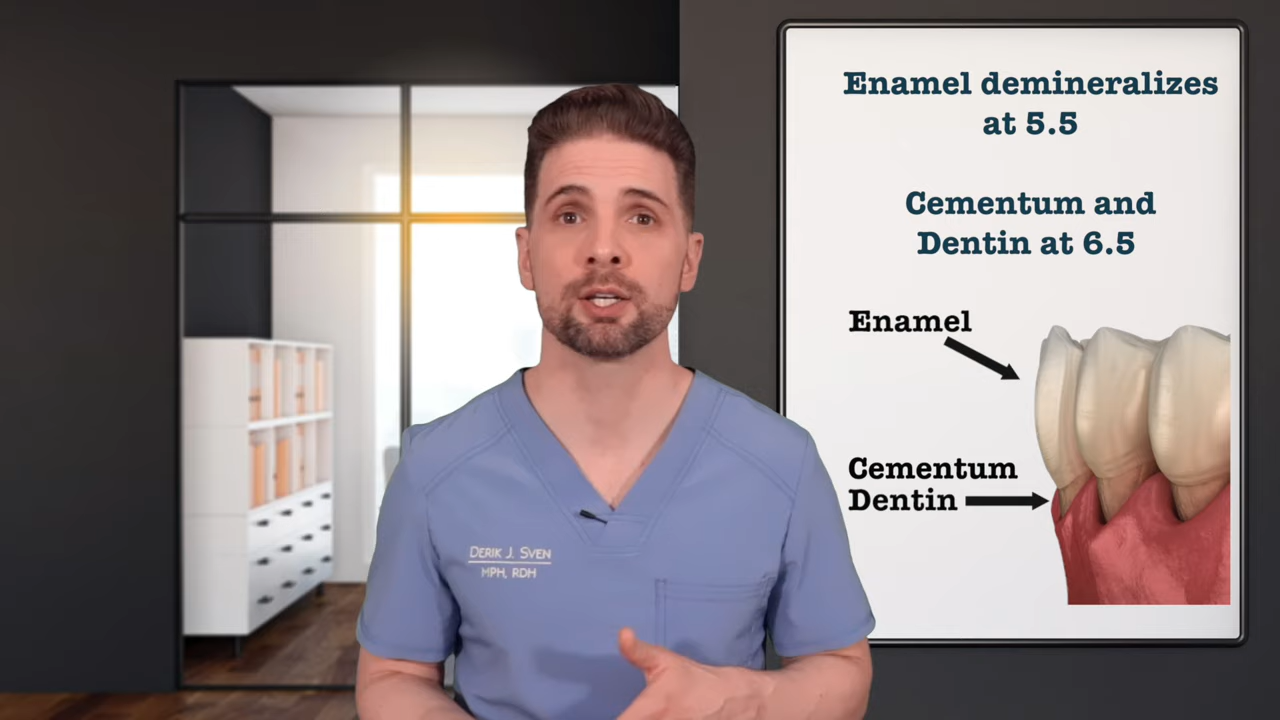 Enamel demineralizes
at 5.5
Cementum and
Dentin at 6.5
Enamel
Cementum
Dentin
DERIK J. SVEN
MPH, RDH